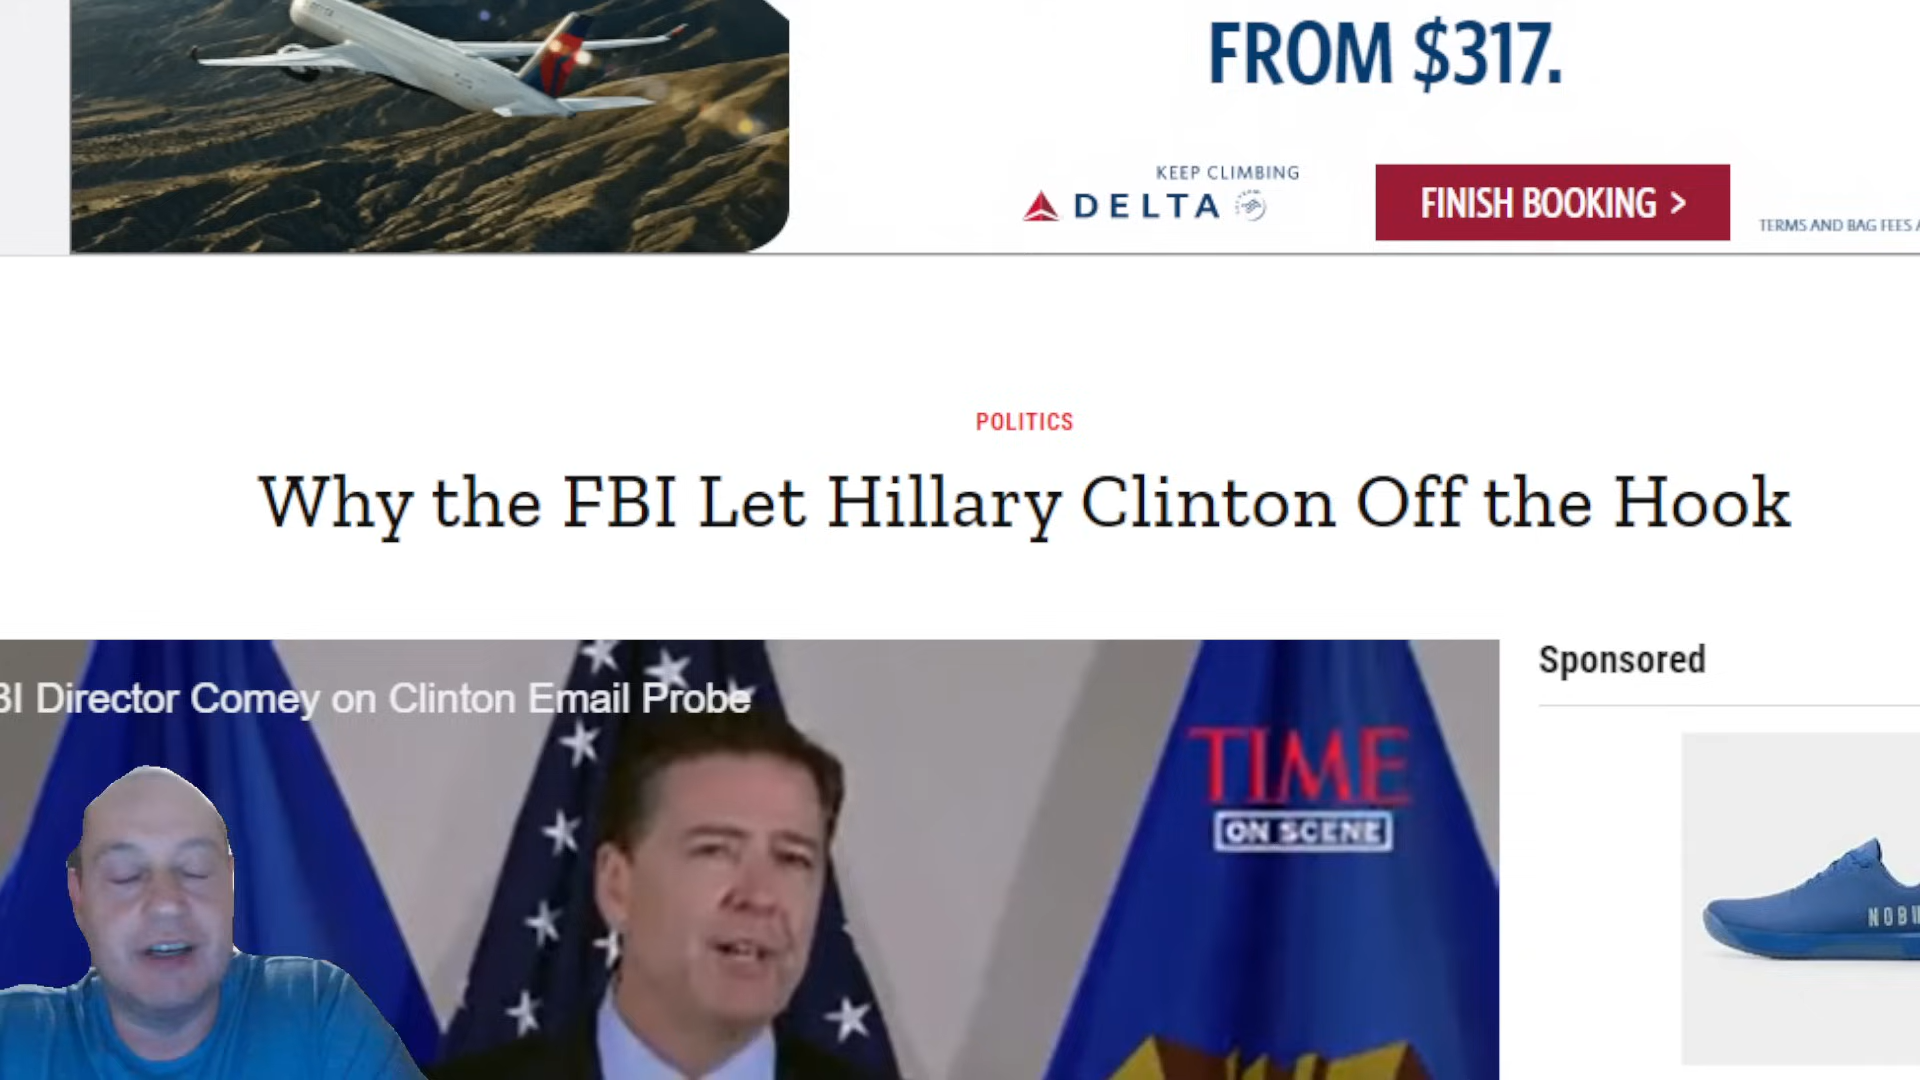 FROM $317.
KEEP CLIMBING
DELTA
FINISH BOOKING >
TERMS AND BAG FEES
POLITICS
Why the FBI Let Hillary Clinton Off the Hook
Director Comey on Clinton Email Probe
TIME
ON SCENE
Sponsored